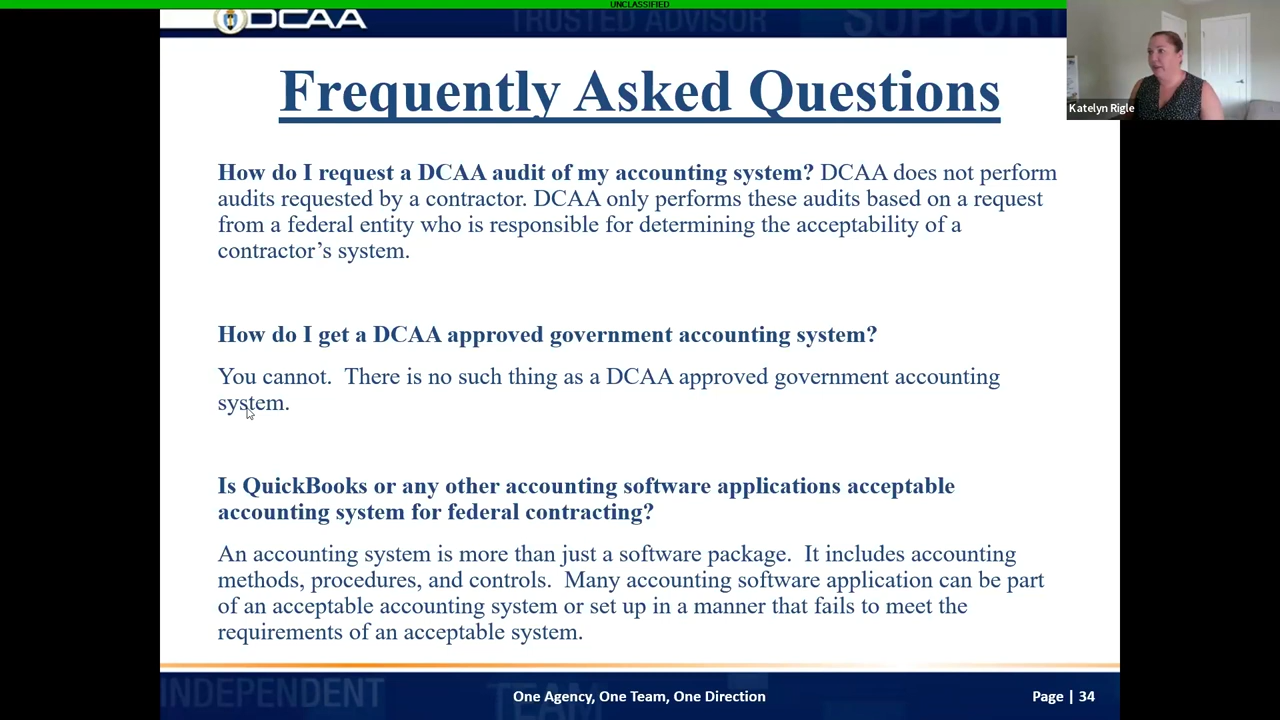 UNCLASSIFIED
DCAA
TRUSTED ADVISOR
SUPPORT
Katelyn Rigle
Frequently Asked Questions
How do I request a DCAA audit of my accounting system? DCAA does not perform
audits requested by a contractor. DCAA only performs these audits based on a request
from a federal entity who is responsible for determining the acceptability of a
contractor’s system.
How do I get a DCAA approved government accounting system?
You cannot.  There is no such thing as a DCAA approved government accounting
system.
Is QuickBooks or any other accounting software applications acceptable
accounting system for federal contracting?
An accounting system is more than just a software package.  It includes accounting
methods, procedures, and controls.  Many accounting software application can be part
of an acceptable accounting system or set up in a manner that fails to meet the
requirements of an acceptable system.
INDEPENDENT
TEAM
One Agency, One Team, One Direction
Page | 34